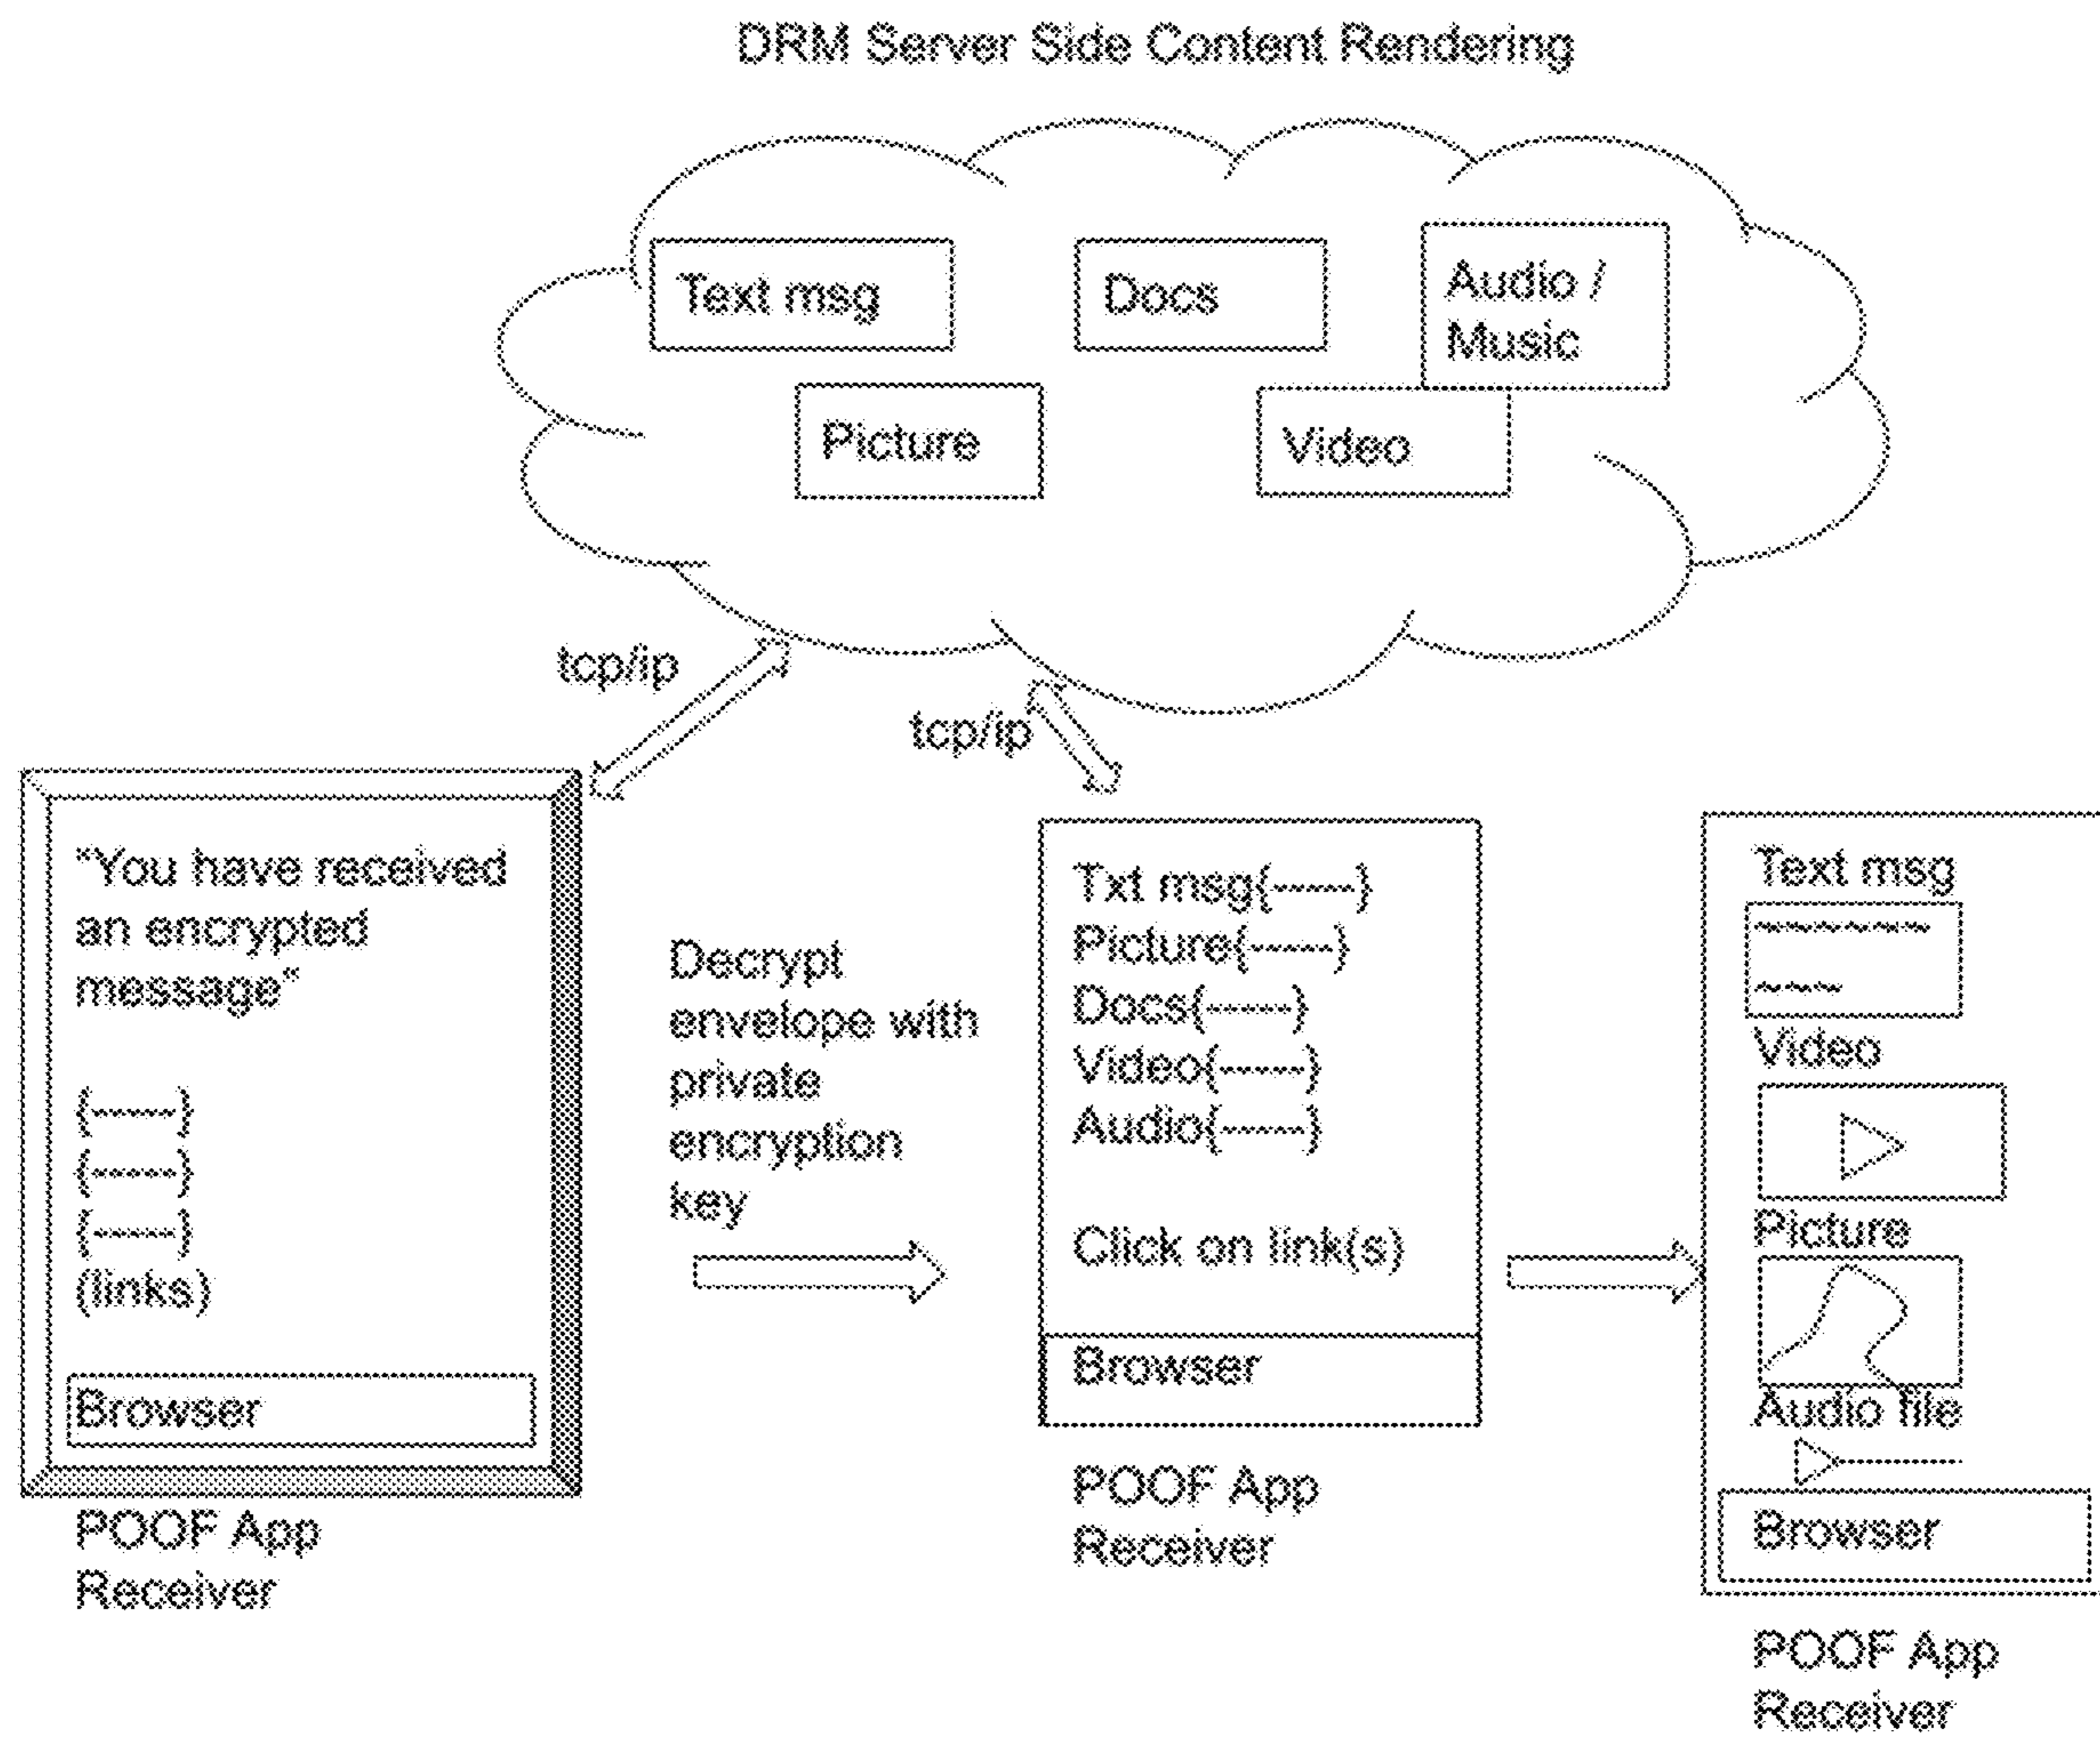 DRM Server Side Content Rendering
Text msg
Docs
Audio /
Music
Picture
Video
tcp/ip
tcp/ip
“You have received
an encrypted
message“
{-----}
{-----}
{-----}
(links)
Browser
POOF App
Receiver
Decrypt
envelope with
private
encryption
key
Txt msg{-----}
Picture{-----}
Docs{-----}
Video{-----}
Audio{-----}
Click on link(s)
Browser
POOF App
Receiver
Text msg
Video
Picture
Audio file
Browser
POOF App
Receiver